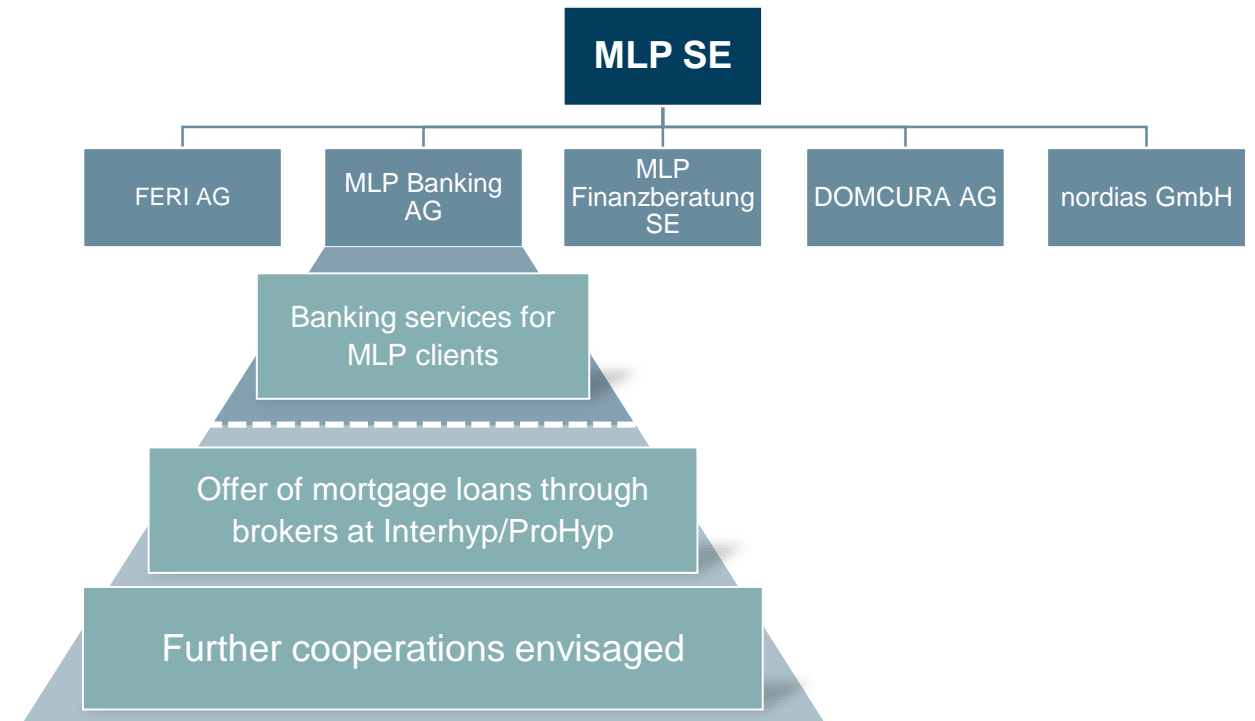 MLP SE
FERI AG
MLP Banking
AG
MLP
Finanzberatung
SE
DOMCURA AG
nordias GmbH
Banking services for
MLP clients
Offer of mortgage loans through
brokers at Interhyp/ProHyp
Further cooperations envisaged